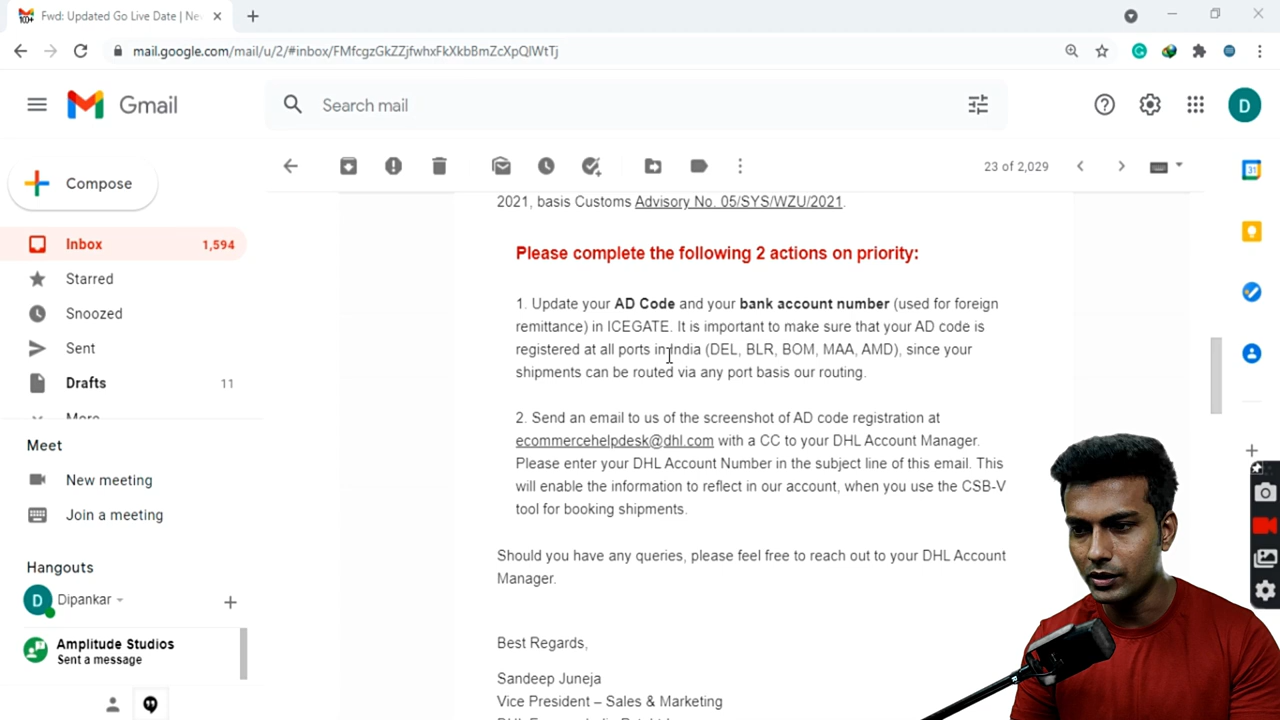 Fwd: Updated Go Live Date | Ne
mail.google.com/mail/u/2/#inbox/FMfcgzGkZZjfwhxFkXkbBmZcXpQlWtTj
Gmail
Search mail
D
Compose
23 of 2,029
Inbox 1,594
Starred
Snoozed
Sent
Drafts 11
More
Meet
New meeting
Join a meeting
Hangouts
D Dipankar
Amplitude Studios
Sent a message
2021, basis Customs Advisory No. 05/SYS/WZU/2021.
Please complete the following 2 actions on priority:
1. Update your AD Code and your bank account number (used for foreign
remittance) in ICEGATE. It is important to make sure that your AD code is
registered at all ports in India (DEL, BLR, BOM, MAA, AMD), since your
shipments can be routed via any port basis our routing.
2. Send an email to us of the screenshot of AD code registration at
ecommercehelpdesk@dhl.com with a CC to your DHL Account Manager.
Please enter your DHL Account Number in the subject line of this email. This
will enable the information to reflect in our account, when you use the CSB-V
tool for booking shipments.
Should you have any queries, please feel free to reach out to your DHL Account
Manager.
Best Regards,
Sandeep Juneja
Vice President – Sales & Marketing